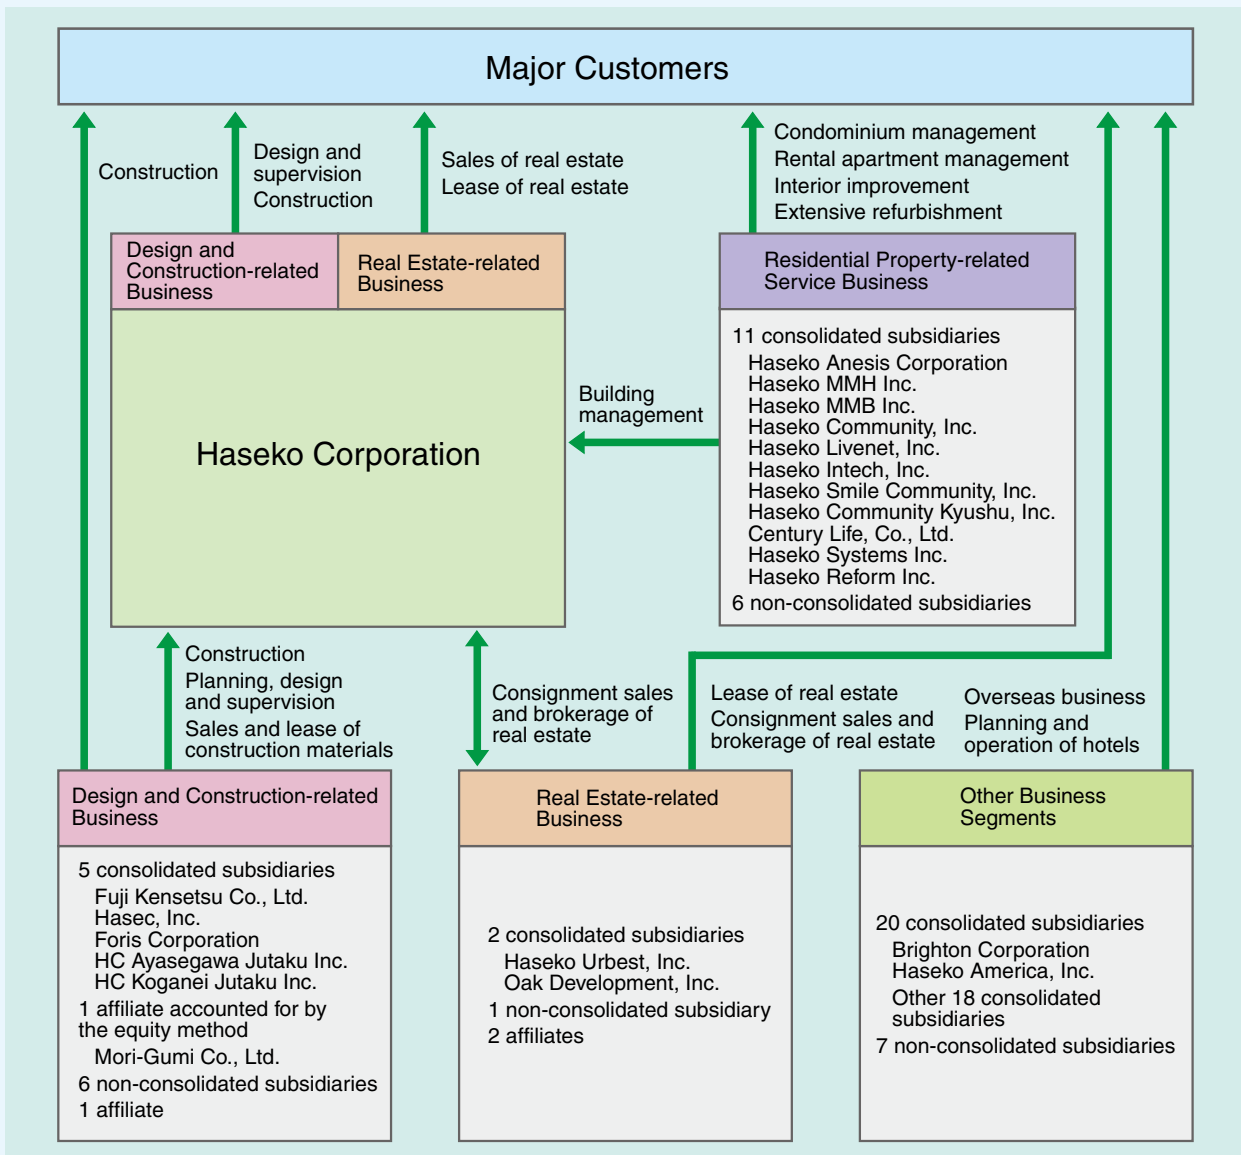 Major Customers
Construction
Design and
supervision
Construction
Sales of real estate
Lease of real estate
Condominium management
Rental apartment management
Interior improvement
Extensive refurbishment
Design and
Construction-related
Business
Real Estate-related
Business
Residential Property-related
Service Business
Haseko Corporation
Building
management
11 consolidated subsidiaries
Haseko Anesis Corporation
Haseko MMH Inc.
Haseko MMB Inc.
Haseko Community, Inc.
Haseko Livenet, Inc.
Haseko Intech, Inc.
Haseko Smile Community, Inc.
Haseko Community Kyushu, Inc.
Century Life, Co., Ltd.
Haseko Systems Inc.
Haseko Reform Inc.
6 non-consolidated subsidiaries
Construction
Planning, design
and supervision
Sales and lease of
construction materials
Consignment sales
and brokerage of
real estate
Lease of real estate
Consignment sales and
brokerage of real estate
Overseas business
Planning and
operation of hotels
Design and Construction-related
Business
5 consolidated subsidiaries
Fuji Kensetsu Co., Ltd.
Hasec, Inc.
Foris Corporation
HC Ayasegawa Jutaku Inc.
HC Koganei Jutaku Inc.
1 affiliate accounted for by
the equity method
Mori-Gumi Co., Ltd.
6 non-consolidated subsidiaries
1 affiliate
Real Estate-related
Business
2 consolidated subsidiaries
Haseko Urbest, Inc.
Oak Development, Inc.
1 non-consolidated subsidiary
2 affiliates
Other Business
Segments
20 consolidated subsidiaries
Brighton Corporation
Haseko America, Inc.
Other 18 consolidated
subsidiaries
7 non-consolidated subsidiaries